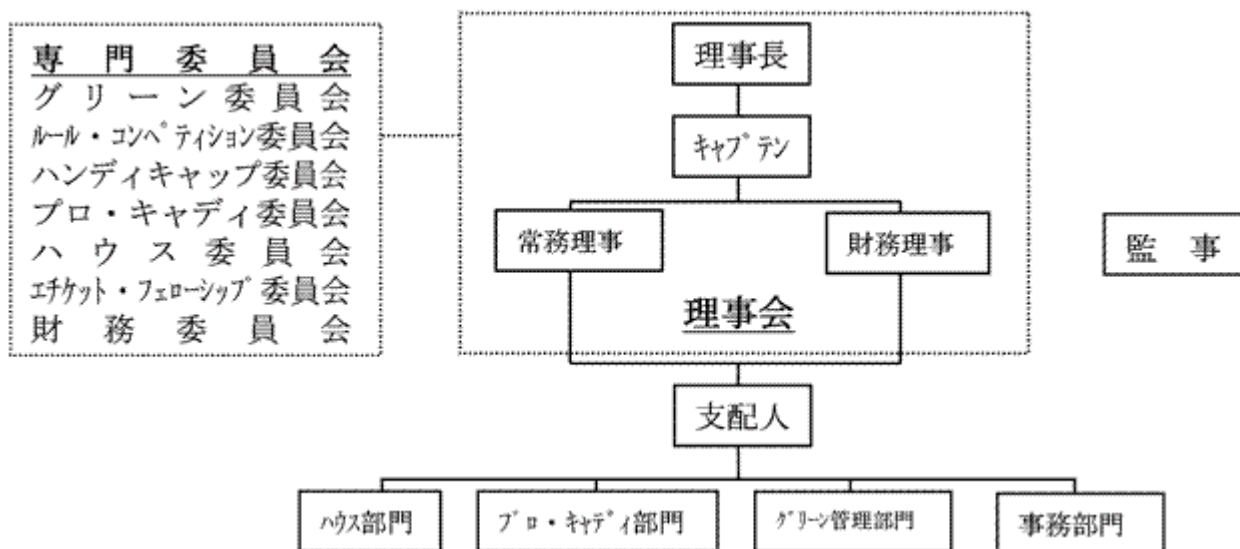 専門委員会
グリーン委員会
ルール・コンペティション委員会
ハンディキャップ委員会
プロ・キャディ委員会
ハウス委員会
エチケット・フェローシップ委員会
財務委員会
理事長
キャプテン
常務理事
財務理事
監事
理事会
支配人
ハウス部門
プロ・キャディ部門
グリーン管理部門
事務部門